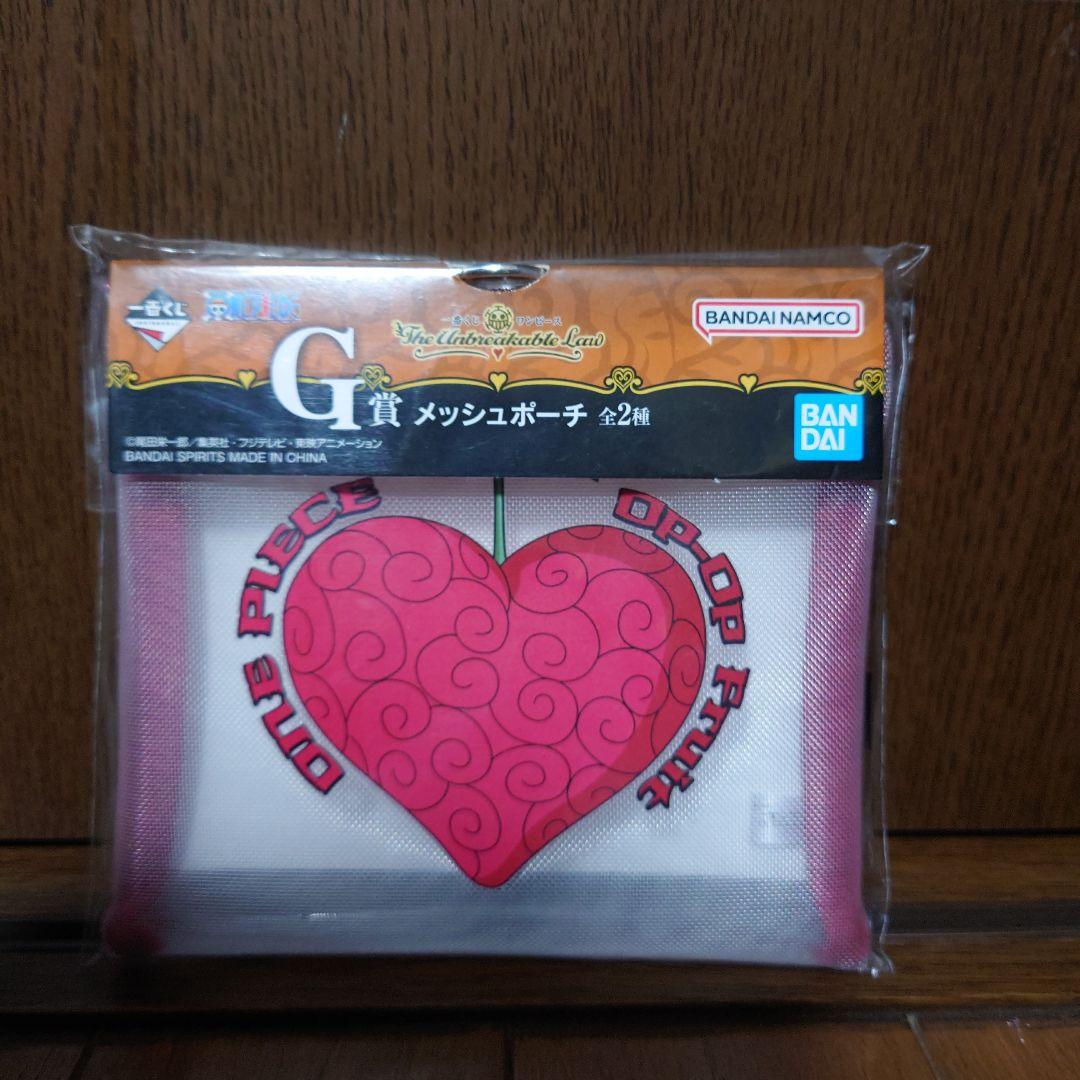 一番くじ
ONE PIECE
一番くじ ワンピース
The Unbreakable Law
BANDAI NAMCO
G賞 メッシュポーチ 全2種
BAN
DAI
©尾田栄一郎／集英社・フジテレビ・東映アニメーション
BANDAI SPIRITS MADE IN CHINA
ONE PIECE
OP-OP Fruit